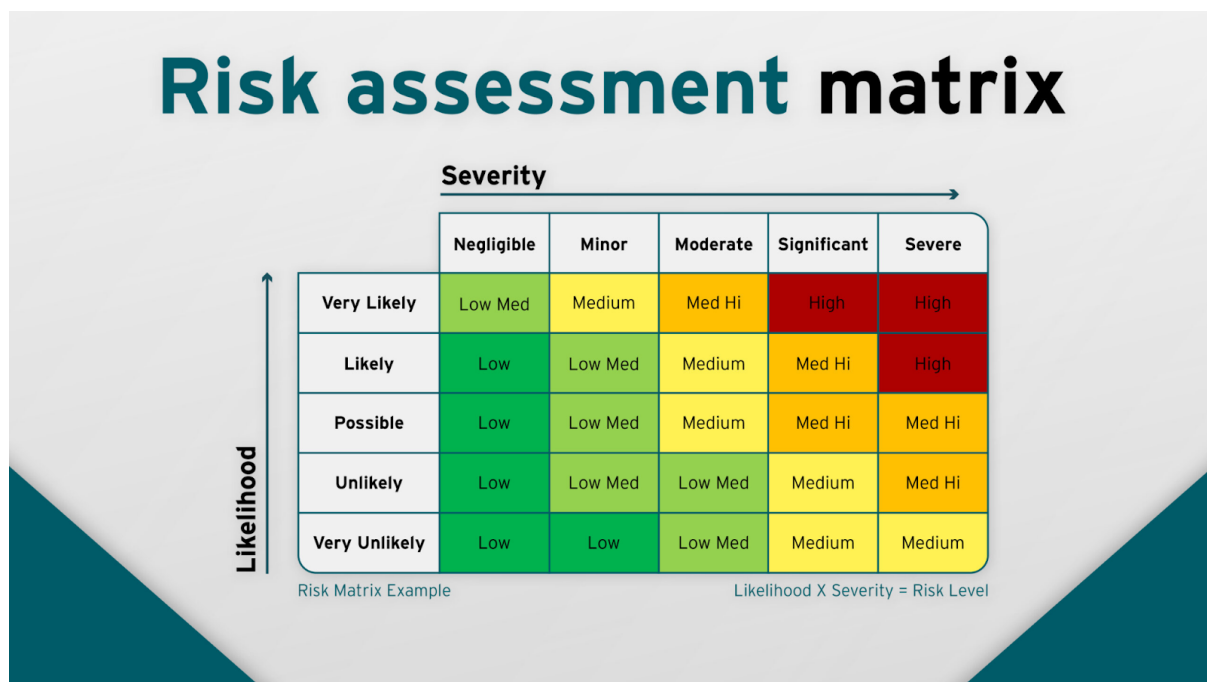 Risk assessment matrix
Severity
Negligible Minor Moderate Significant Severe
Very Likely Low Med Medium Med Hi High High
Likely Low Low Med Medium Med Hi High
Possible Low Low Med Medium Med Hi Med Hi
Unlikely Low Low Med Low Med Medium Med Hi
Very Unlikely Low Low Low Med Medium Medium
Likelihood
Risk Matrix Example
Likelihood X Severity = Risk Level